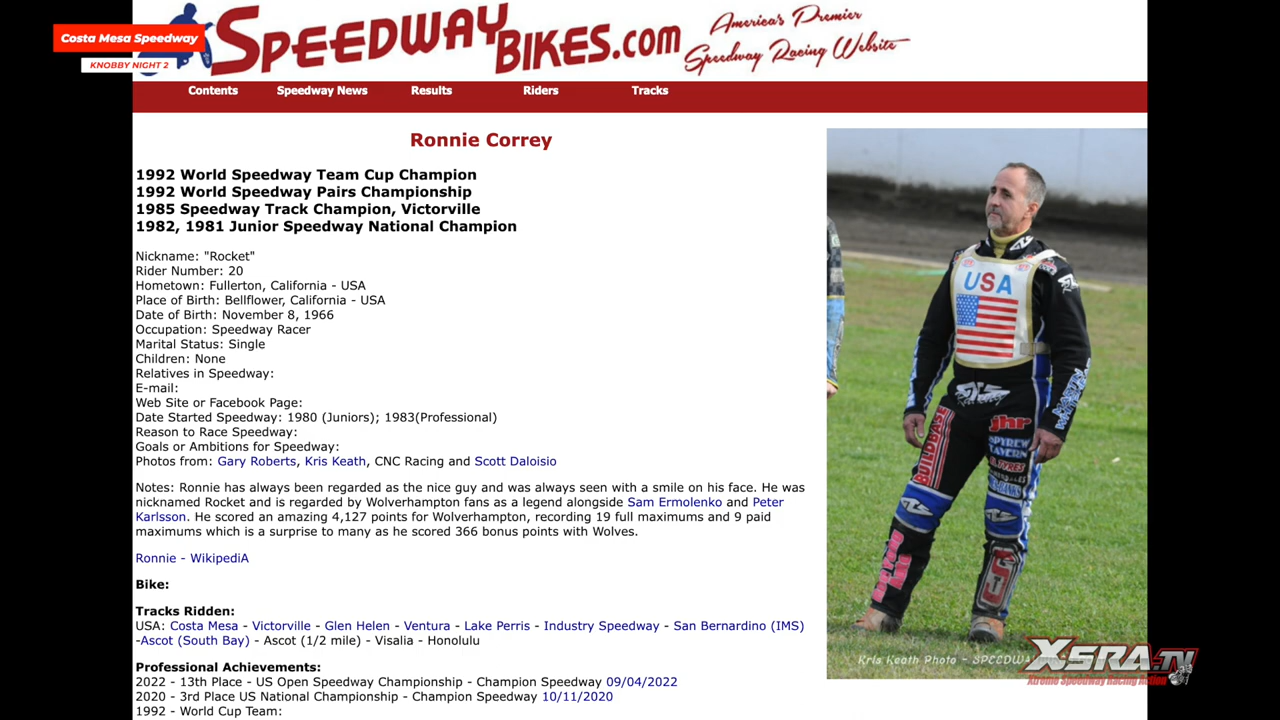 Costa Mesa Speedway
KNOBBY NIGHT 2
SPEEDWAYBIKES.COM
America's Premier
Speedway Racing Website
Contents Speedway News Results Riders Tracks
Ronnie Correy
1992 World Speedway Team Cup Champion
1992 World Speedway Pairs Championship
1985 Speedway Track Champion, Victorville
1982, 1981 Junior Speedway National Champion
Nickname: "Rocket"
Rider Number: 20
Hometown: Fullerton, California - USA
Place of Birth: Bellflower, California - USA
Date of Birth: November 8, 1966
Occupation: Speedway Racer
Marital Status: Single
Children: None
Relatives in Speedway:
E-mail:
Web Site or Facebook Page:
Date Started Speedway: 1980 (Juniors); 1983(Professional)
Reason to Race Speedway:
Goals or Ambitions for Speedway:
Photos from: Gary Roberts, Kris Keath, CNC Racing and Scott Daloisio
Notes: Ronnie has always been regarded as the nice guy and was always seen with a smile on his face. He was
nicknamed Rocket and is regarded by Wolverhampton fans as a legend alongside Sam Ermolenko and Peter
Karlsson. He scored an amazing 4,127 points for Wolverhampton, recording 19 full maximums and 9 paid
maximums which is a surprise to many as he scored 366 bonus points with Wolves.
Ronnie - WikipediA
Bike:
Tracks Ridden:
USA: Costa Mesa - Victorville - Glen Helen - Ventura - Lake Perris - Industry Speedway - San Bernardino (IMS)
-Ascot (South Bay) - Ascot (1/2 mile) - Visalia - Honolulu
Professional Achievements:
2022 - 13th Place - US Open Speedway Championship - Champion Speedway 09/04/2022
2020 - 3rd Place US National Championship - Champion Speedway 10/11/2020
1992 - World Cup Team:
USA
BUILDBASE
jhr
TAVERN
TYRES
Kris Keath Photo -
XSRA.TV
Xtreme Speedway Racing Action